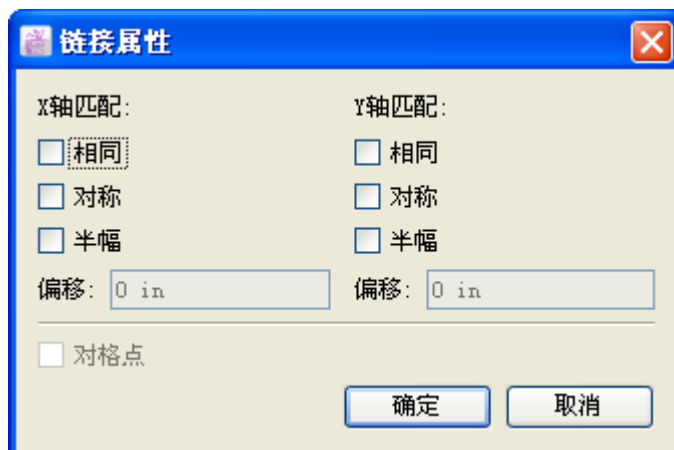 链接属性
X轴匹配: Y轴匹配:
相同 相同
对称 对称
半幅 半幅
偏移: 0 in 偏移: 0 in
对格点
确定 取消